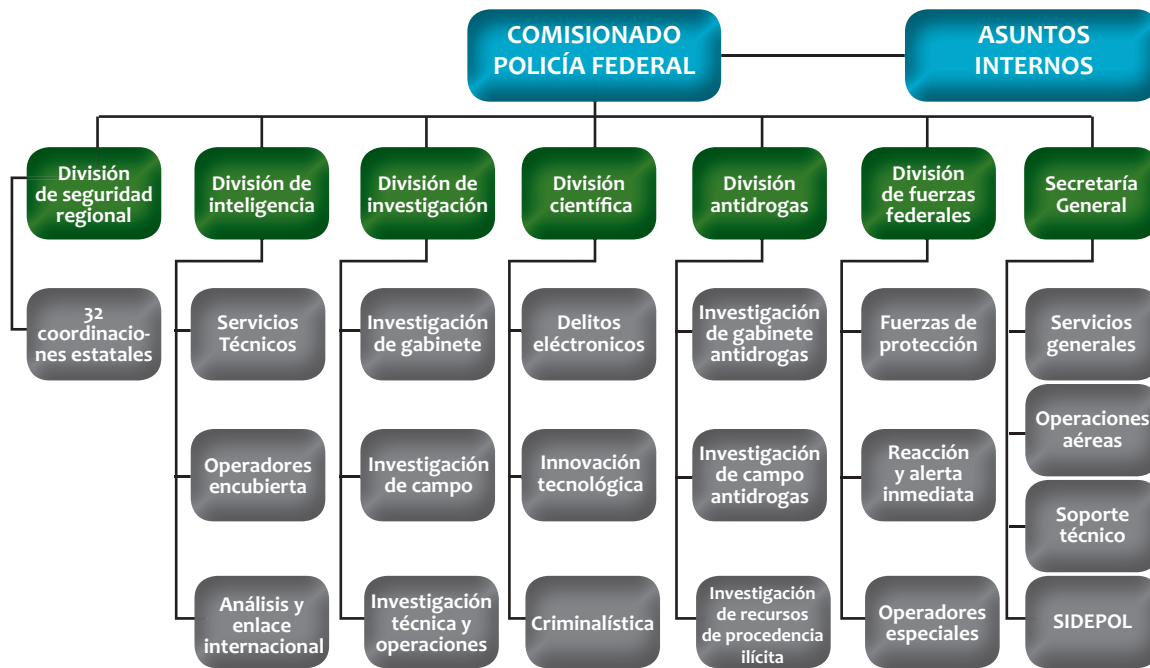 COMISIONADO
POLICÍA FEDERAL
ASUNTOS
INTERNOS
División
de seguridad
regional
División de
inteligencia
División de
investigación
División
científica
División
antidrogas
División
de fuerzas
federales
Secretaría
General
32
coordinacio-
nes estatales
Servicios
Técnicos
Investigación
de gabinete
Delitos
eléctronicos
Investigación
de gabinete
antidrogas
Fuerzas de
protección
Servicios
generales
Operadores
encubierta
Investigación
de campo
Innovación
tecnológica
Investigación
de campo
antidrogas
Reacción
y alerta
inmediata
Operaciones
aéreas
Soporte
técnico
Análisis y
enlace
internacional
Investigación
técnica y
operaciones
Criminalística
Investigación
de recursos
de procedencia
ilícita
Operadores
especiales
SIDEPOL